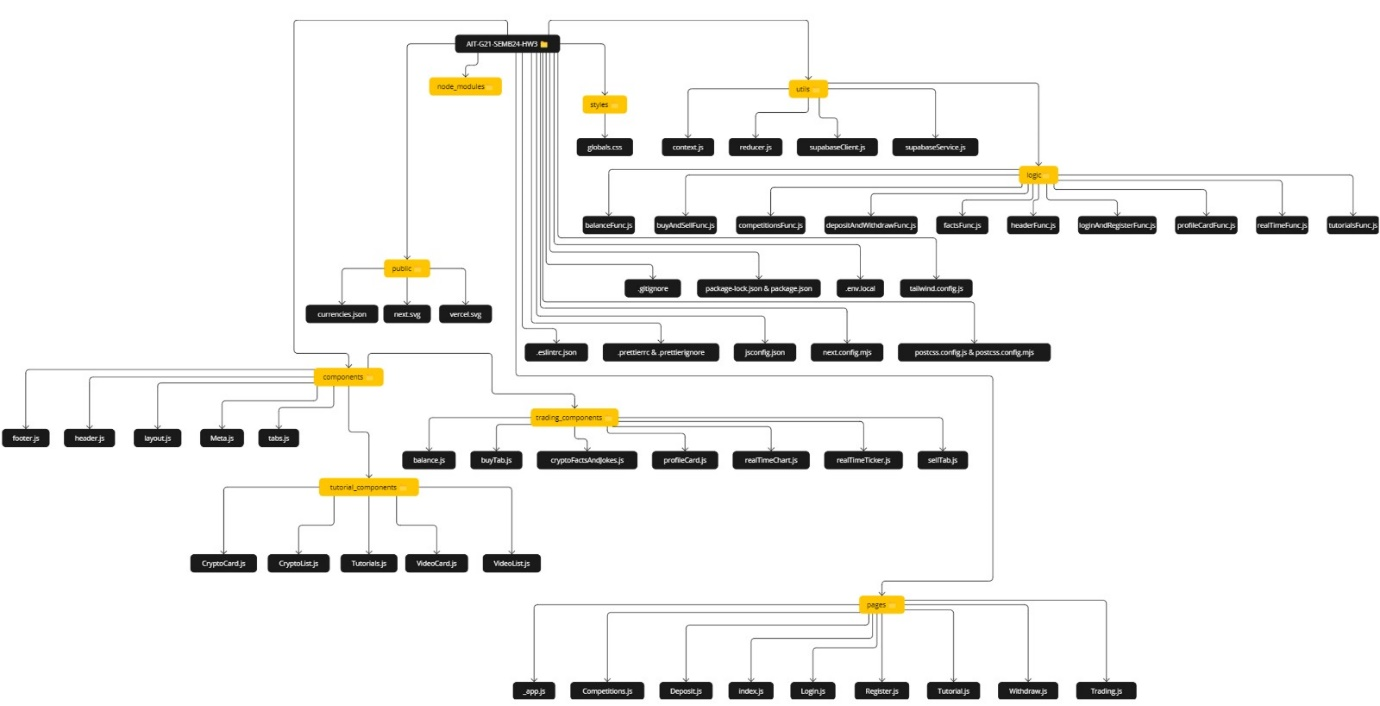 AIT-G21-SEMB24-HW3
node_modules
utils
styles
globals.css
context.js
reducer.js
supabaseClient.js
supabaseService.js
logic
balanceFunc.js
buyAndSellFunc.js
competitionsFunc.js
depositAndWithdrawFunc.js
factsFunc.js
headerFunc.js
loginAndRegisterFunc.js
profileCardFunc.js
realTimeFunc.js
tutorialsFunc.js
public
.gitignore
package-lock.json & package.json
.env.local
tailwind.config.js
currencies.json
next.svg
vercel.svg
.eslintrc.json
.prettierrc & .prettierignore
jsconfig.json
next.config.mjs
postcss.config.js & postcss.config.mjs
components
trading_components
footer.js
header.js
layout.js
Meta.js
tabs.js
balance.js
buyTab.js
cryptoFactsAndJokes.js
profileCard.js
realTimeChart.js
realTimeTicker.js
sellTab.js
tutorial_components
CryptoCard.js
CryptoList.js
Tutorials.js
VideoCard.js
VideoList.js
pages
_app.js
Competitions.js
Deposit.js
index.js
Login.js
Register.js
Tutorial.js
Withdraw.js
Trading.js